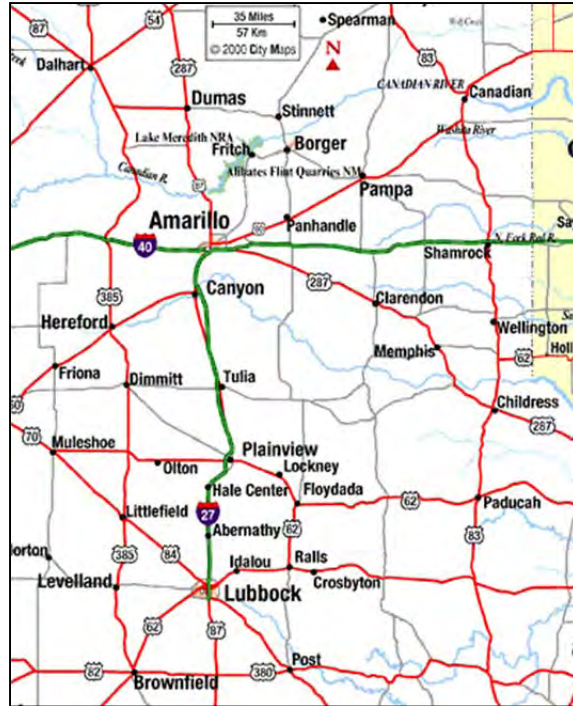 87
54
35 Miles
57 Km
© 2000 City Maps
Spearman
N
83
Dalhart
287
CANADIAN RIVER
Canadian
Dumas
Stinnett
Washita River
Lake Meredith NRA
Fritch
Borger
Canadian R.
Alibates Flint Quarries NM
87
Pampa
Amarillo
60
Panhandle
40
Shamrock
N. Fork Red R.
385
287
Canyon
Clarendon
Hereford
Wellington
Memphis
62
Holl
Friona
Dimmitt
Tulia
60
Childress
70
287
Muleshoe
Plainview
Olton
Lockney
Hale Center
Floydada
62
Paducah
Littlefield
27
62
83
Abernathy
385
84
Idalou
Ralls
Crosbyton
Levelland
Lubbock
62
87
82
380
Post
Brownfield